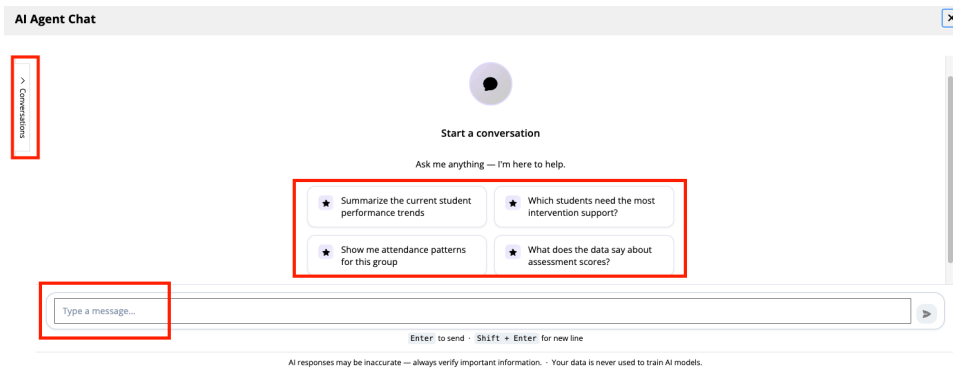 AI Agent Chat
Conversations
Start a conversation
Ask me anything — I'm here to help.
Summarize the current student
performance trends
Which students need the most
intervention support?
Show me attendance patterns
for this group
What does the data say about
assessment scores?
Type a message...
Enter to send · Shift + Enter for new line
AI responses may be inaccurate — always verify important information. · Your data is never used to train AI models.